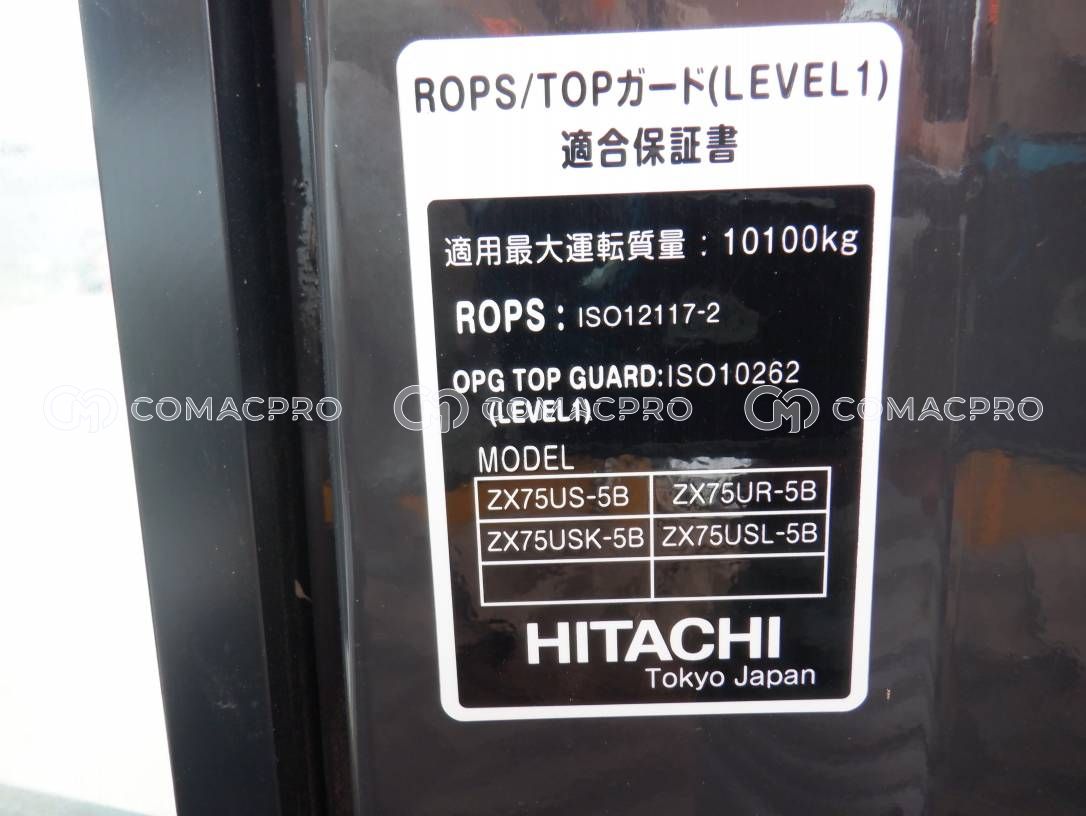 ROPS/TOPガード(LEVEL1)
適合保証書
適用最大運転質量：10100kg
ROPS：ISO12117-2
OPG TOP GUARD:ISO10262
(LEVEL1)
COMACPRO COMACPRO COMACPRO
MODEL
ZX75US-5B ZX75UR-5B
ZX75USK-5B ZX75USL-5B
HITACHI
Tokyo Japan